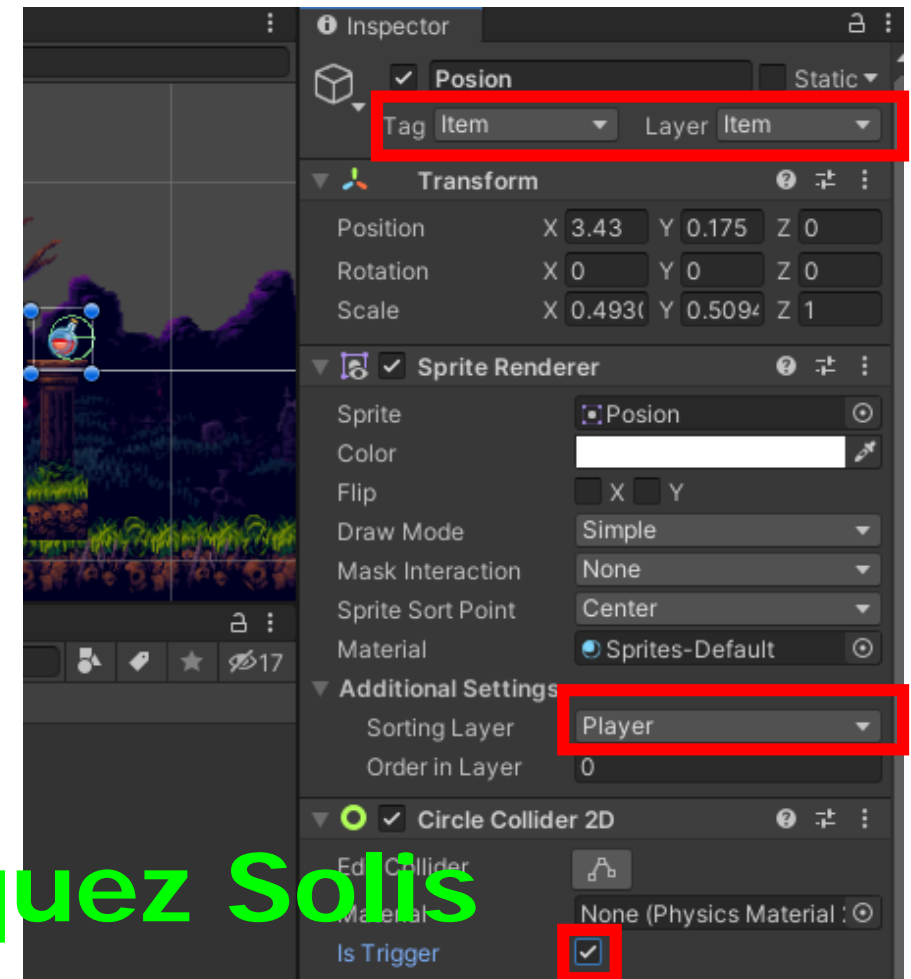 Inspector
Posion Static
Tag Item Layer Item
Transform
Position X 3.43 Y 0.175 Z 0
Rotation X 0 Y 0 Z 0
Scale X 0.493 Y 0.5094 Z 1
Sprite Renderer
Sprite Posion
Color
Flip X Y
Draw Mode Simple
Mask Interaction None
Sprite Sort Point Center
Material Sprites-Default
17
Additional Settings
Sorting Layer Player
Order in Layer 0
Circle Collider 2D
Edit Collider
quez Solis
Material None (Physics Material
Is Trigger